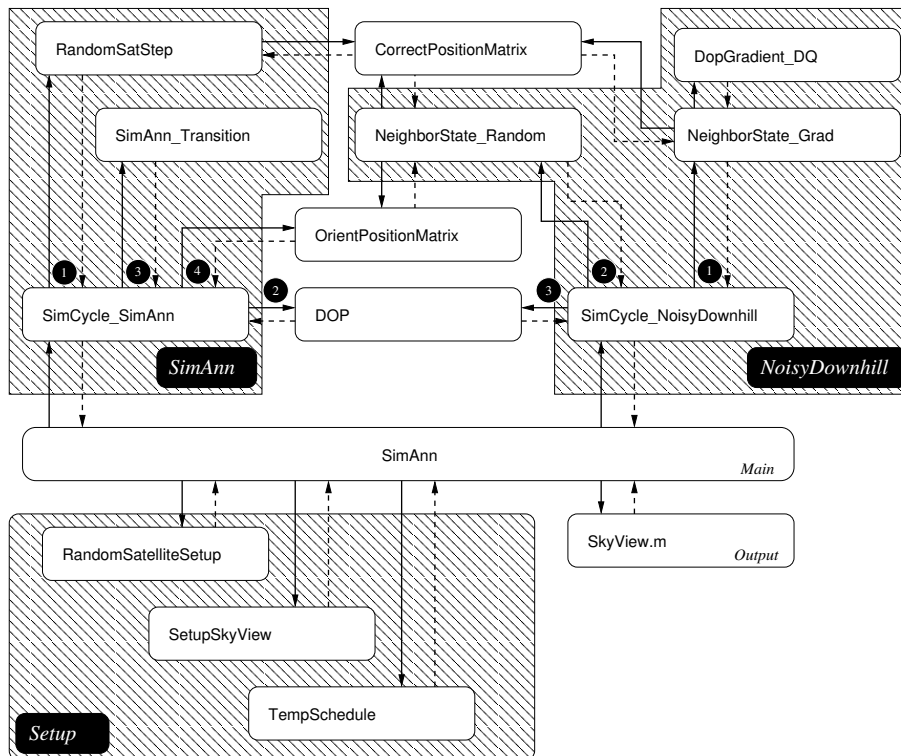 RandomSatStep
CorrectPositionMatrix
DopGradient_DQ
SimAnn_Transition
NeighborState_Random
NeighborState_Grad
OrientPositionMatrix
1
3
4
2
3
2
1
SimCycle_SimAnn
DOP
SimCycle_NoisyDownhill
SimAnn
NoisyDownhill
SimAnn
Main
RandomSatelliteSetup
SkyView.m
Output
SetupSkyView
TempSchedule
Setup